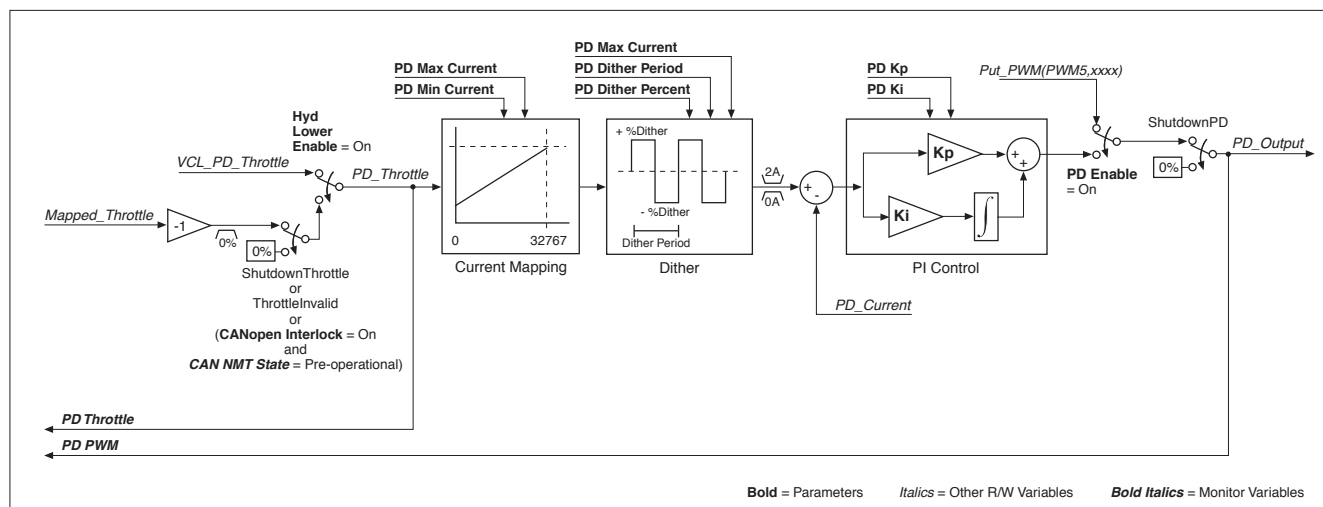 PD Max Current
PD Min Current
PD Max Current
PD Dither Period
PD Dither Percent
PD Kp
PD Ki
Put_PWM(PWM5,xxxx)
ShutdownPD
Hyd
Lower
Enable = On
VCL_PD_Throttle
PD_Throttle
Mapped_Throttle
-1
0%
0%
ShutdownThrottle
or
ThrottleInvalid
or
(CANopen Interlock = On
and
CAN NMT State = Pre-operational)
0
32767
Current Mapping
+ %Dither
- %Dither
Dither Period
Dither
2A
0A
+
-
PD_Current
Kp
Ki
∫
+
+
PI Control
PD Enable
= On
0%
PD_Output
PD Throttle
PD PWM
Bold = Parameters Italics = Other R/W Variables Bold Italics = Monitor Variables